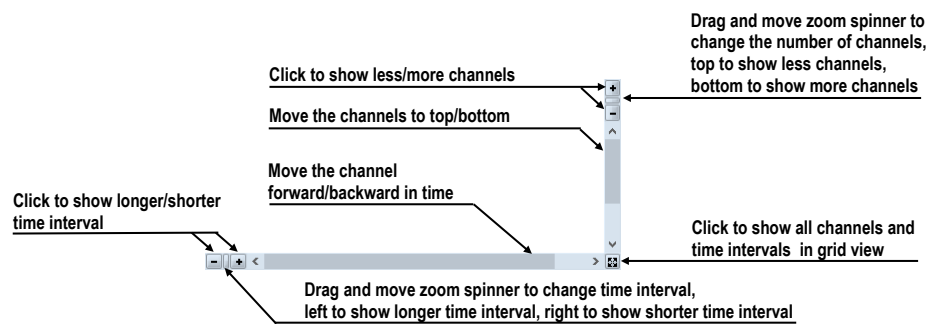 Drag and move zoom spinner to
change the number of channels,
top to show less channels,
bottom to show more channels
Click to show less/more channels
Move the channels to top/bottom
Move the channel
forward/backward in time
Click to show longer/shorter
time interval
Click to show all channels and
time intervals in grid view
Drag and move zoom spinner to change time interval,
left to show longer time interval, right to show shorter time interval